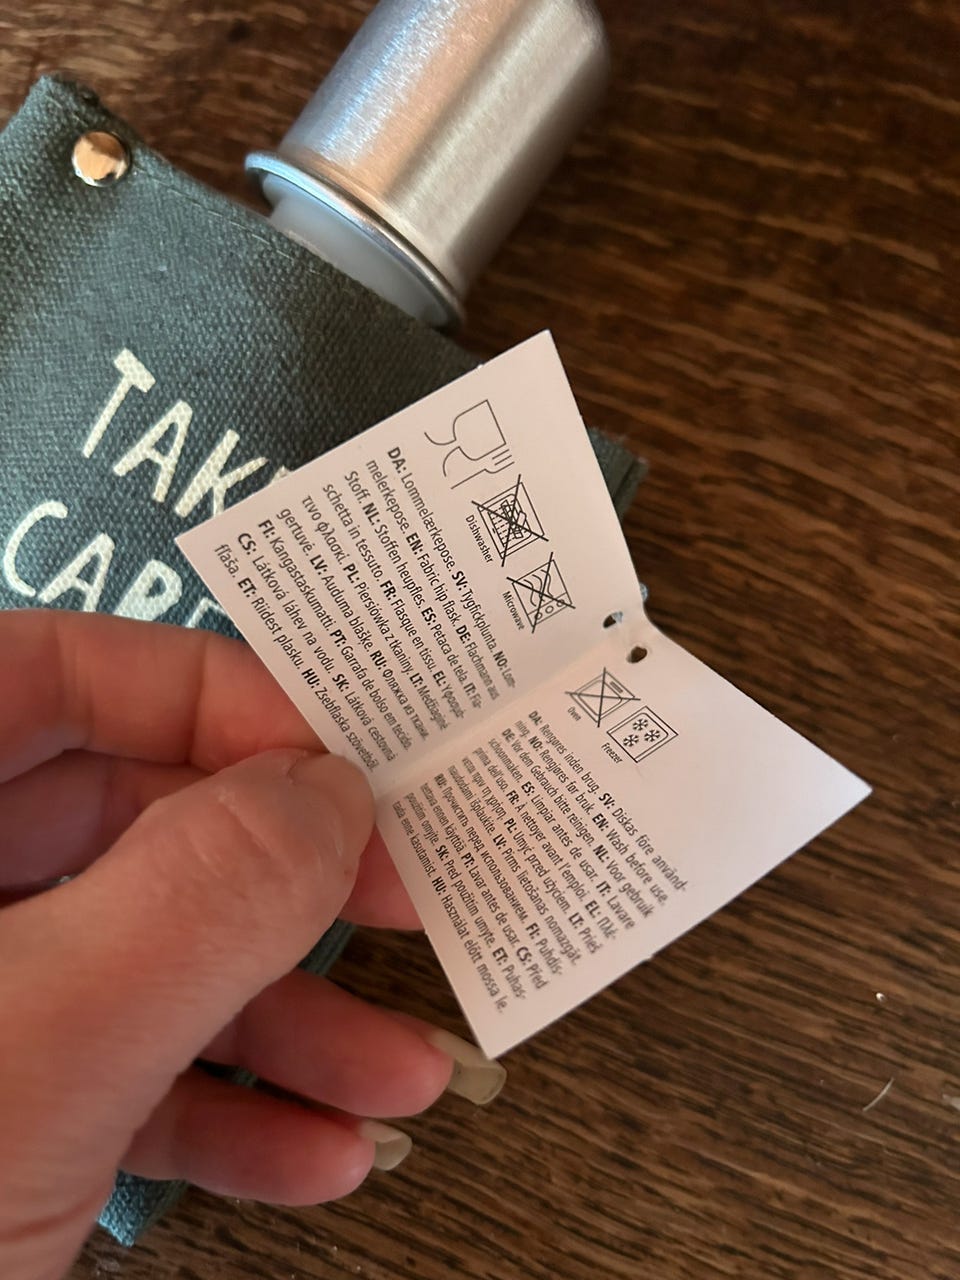 TAKE
CARE
Dishwasher
Microwave
DA: Lommelærkepose. SV: Tygfickplunta. NO: Lom-
melerkepose. EN: Fabric hip flask. DE: Flachmann aus
Stoff. NL: Stoffen heupfles. ES: Petaca de tela. IT: Fia-
schetta in tessuto. FR: Flasque en tissu. EL: Υφασμά-
τινο φλασκί. PL: Piersiówka z tkaniny. LT: Medžiaginė
gertuvė. LV: Auduma blašķe. RU: Фляжка из ткани.
FI: Kangastaskumatti. PT: Garrafa de bolso em tecido.
CS: Látková láhev na vodu. SK: Látková cestovná
fľaša. ET: Riidest plasku. HU: Zsebflaska szövetből.
Oven
Freezer
DA: Rengøres inden brug. SV: Diskas före använd-
ning. NO: Rengjøres før bruk. EN: Wash before use.
DE: Vor dem Gebrauch bitte reinigen. NL: Voor gebruik
schoonmaken. ES: Limpiar antes de usar. IT: Lavare
prima dell'uso. FR: A nettoyer avant l'emploi. EL: Πλέ-
νεται πριν τη χρήση. PL: Umyć przed użyciem. LT: Prieš
naudodami išplaukite. LV: Pirms lietošanas nomazgāt.
RU: Прочистить перед использованием. FI: Puhdis-
tettava ennen käyttöä. PT: Lavar antes de usar. CS: Před
použitím omyjte. SK: Pred použitím umyte. ET: Puhas-
tada enne kasutamist. HU: Használat előtt mossa le.